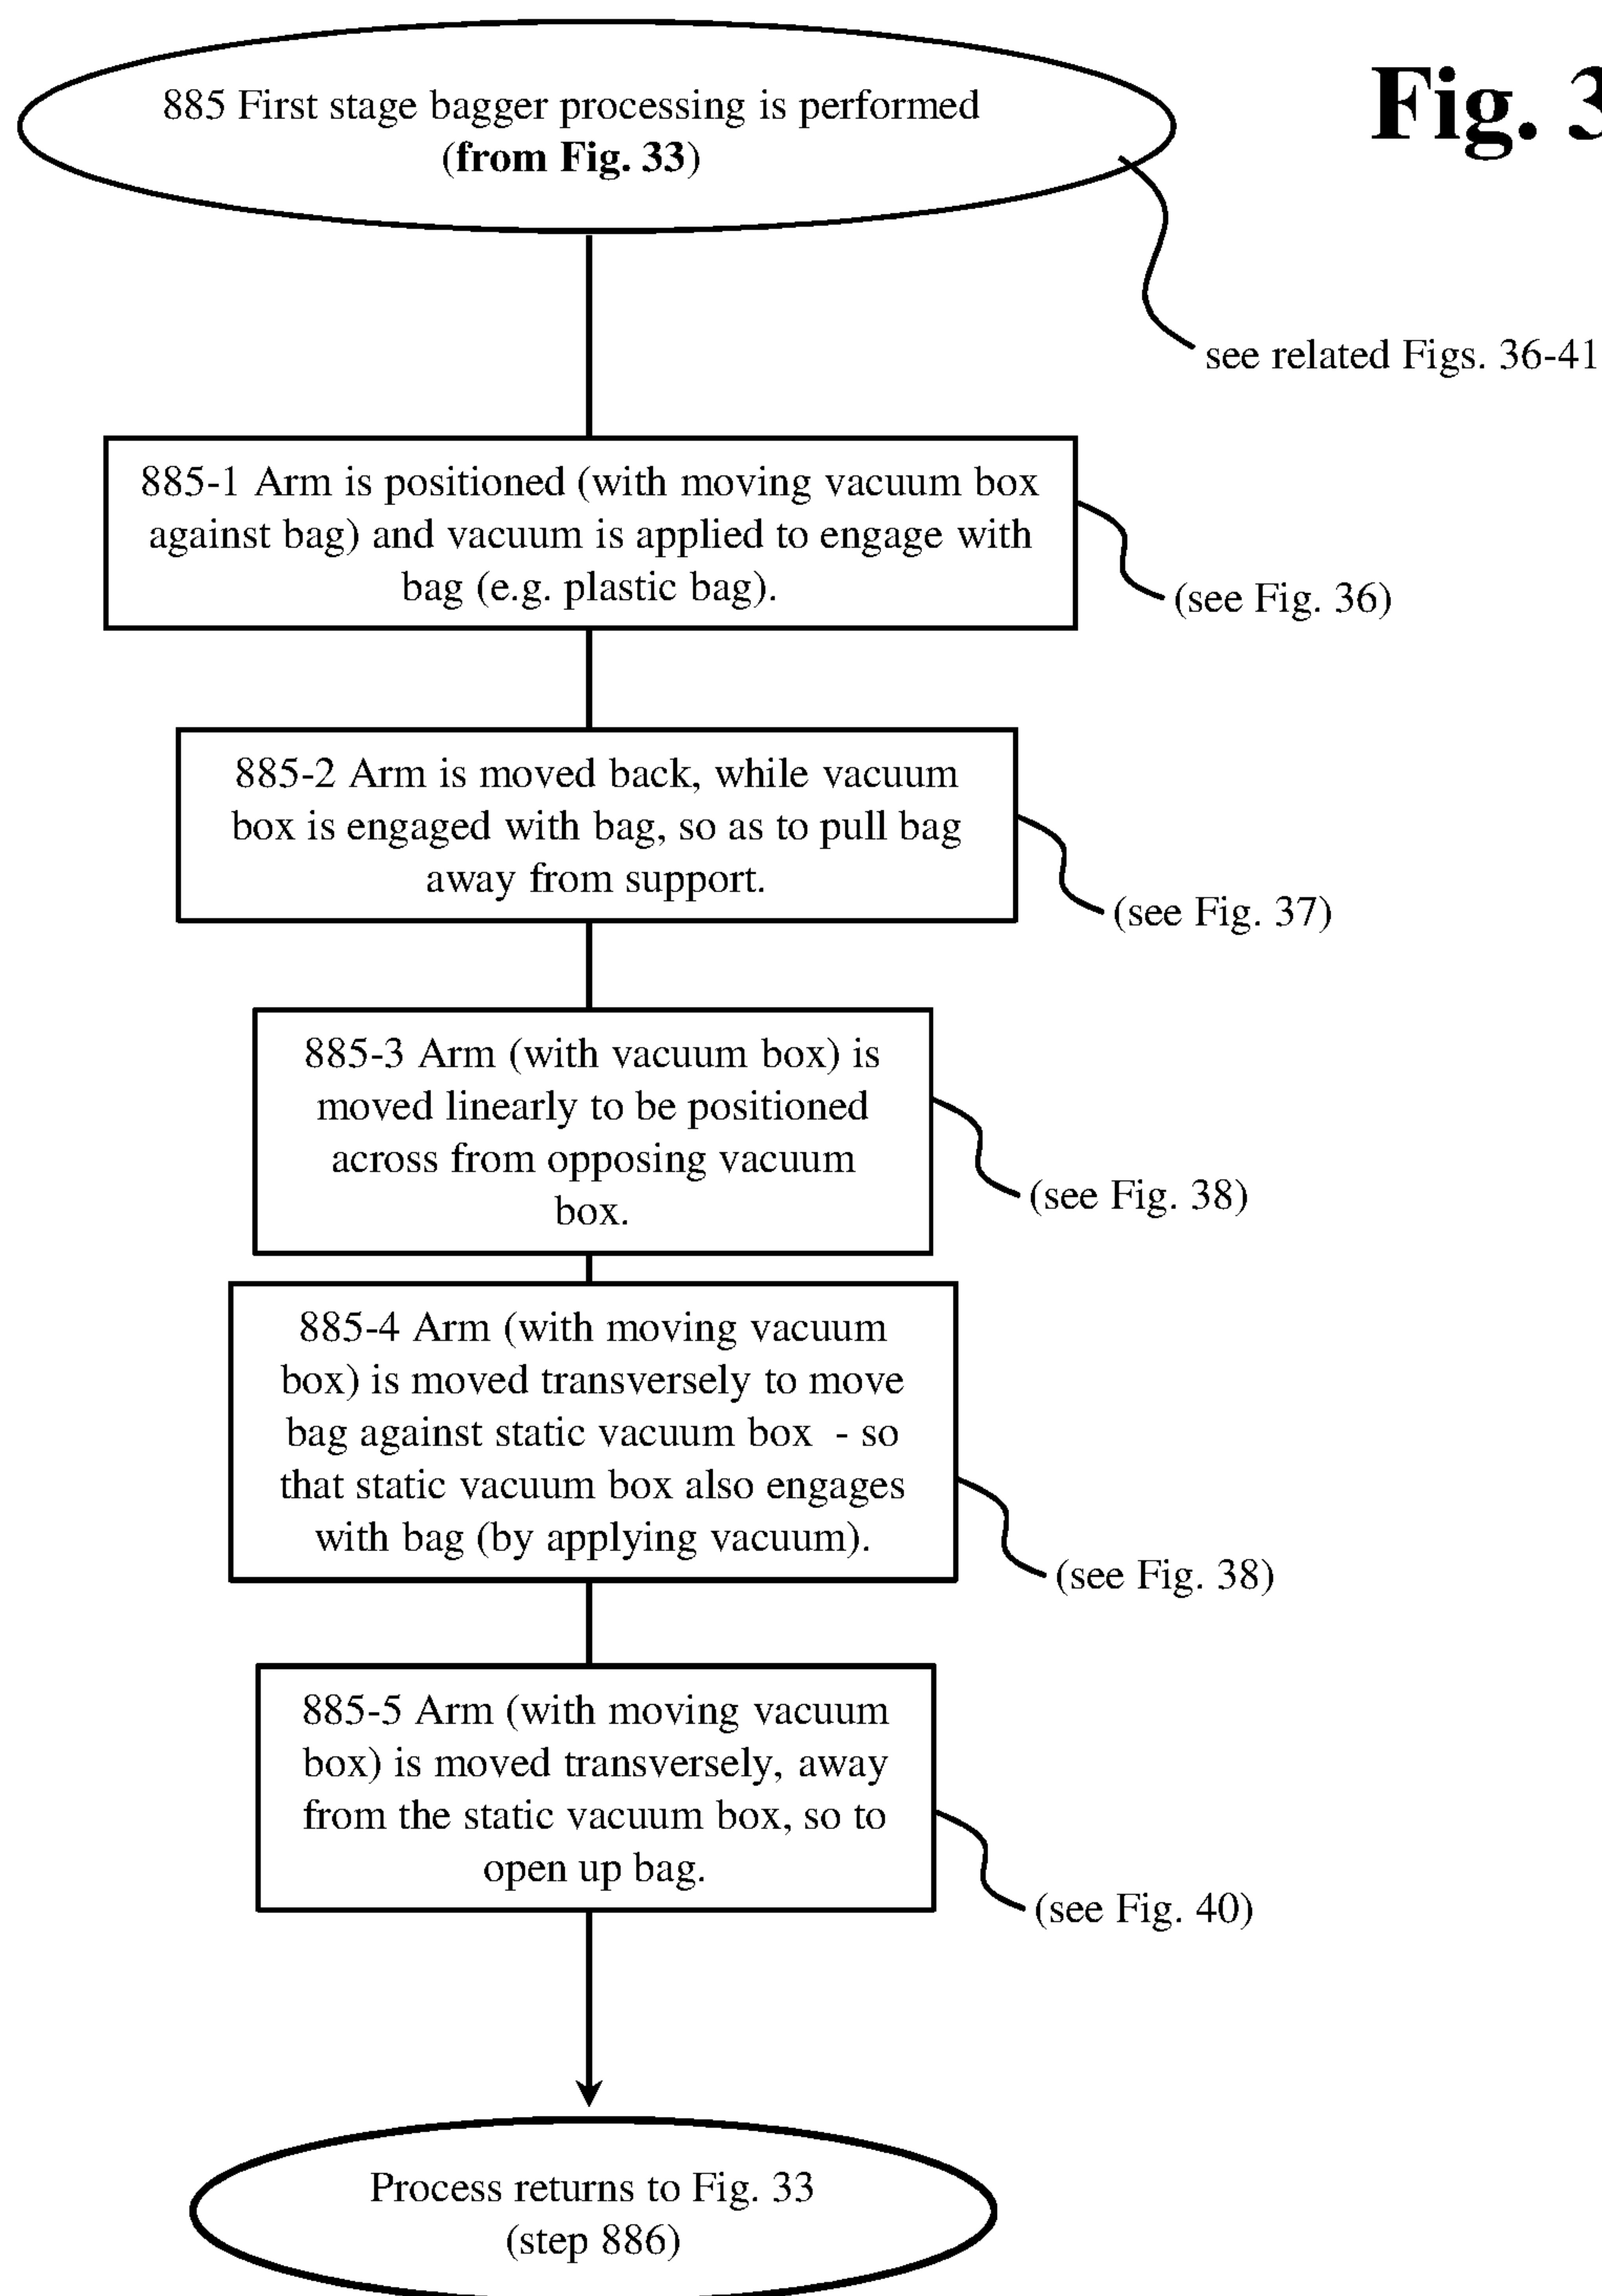 Fig. 3
885 First stage bagger processing is performed
(from Fig. 33)
see related Figs. 36-41
885-1 Arm is positioned (with moving vacuum box
against bag) and vacuum is applied to engage with
bag (e.g. plastic bag).
(see Fig. 36)
885-2 Arm is moved back, while vacuum
box is engaged with bag, so as to pull bag
away from support.
(see Fig. 37)
885-3 Arm (with vacuum box) is
moved linearly to be positioned
across from opposing vacuum
box.
(see Fig. 38)
885-4 Arm (with moving vacuum
box) is moved transversely to move
bag against static vacuum box - so
that static vacuum box also engages
with bag (by applying vacuum).
(see Fig. 38)
885-5 Arm (with moving vacuum
box) is moved transversely, away
from the static vacuum box, so to
open up bag.
(see Fig. 40)
Process returns to Fig. 33
(step 886)